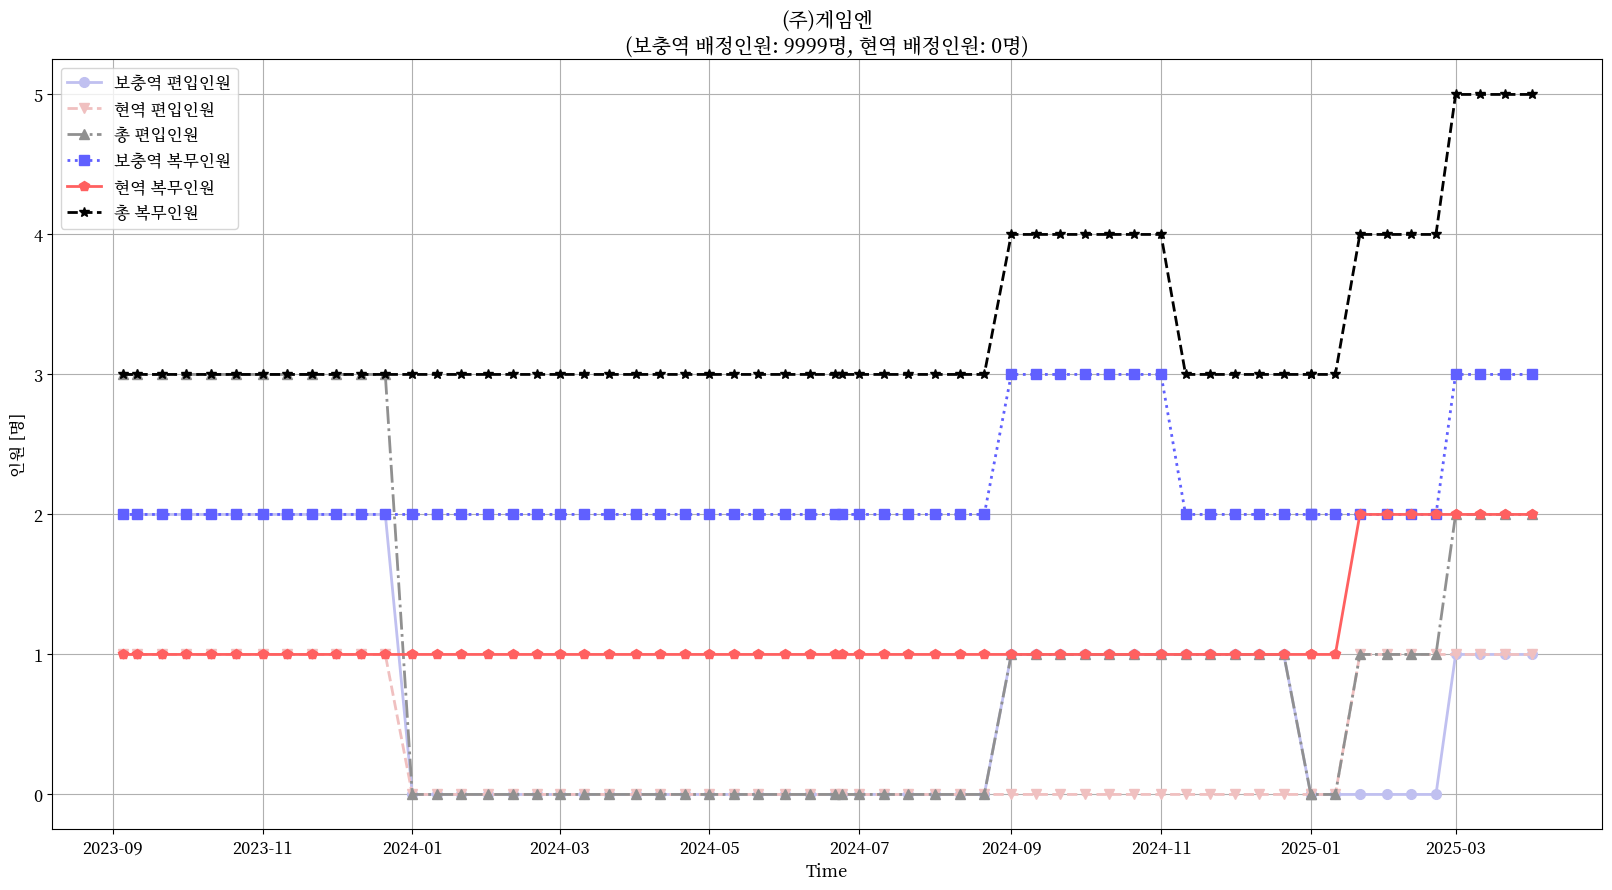 (주)게임엔
(보충역 배정인원: 9999명, 현역 배정인원: 0명)
보충역 편입인원
현역 편입인원
총 편입인원
보충역 복무인원
현역 복무인원
총 복무인원
5
4
3
2
1
0
인원 [명]
2023-09 2023-11 2024-01 2024-03 2024-05 2024-07 2024-09 2024-11 2025-01 2025-03
Time